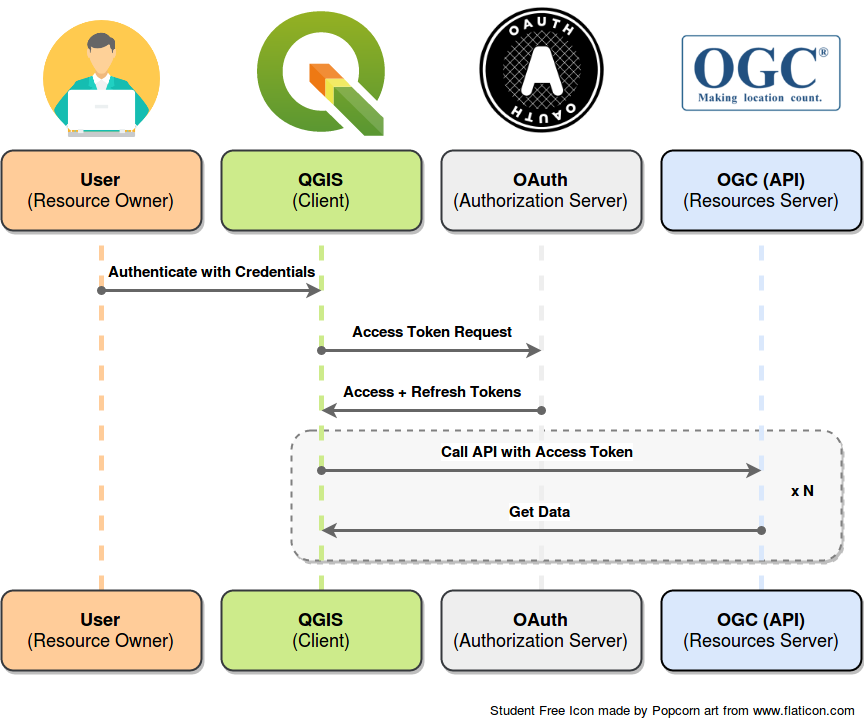 OAUTH
A
OAUTH
OGC®
Making location count.
User
(Resource Owner)
QGIS
(Client)
OAuth
(Authorization Server)
OGC (API)
(Resources Server)
Authenticate with Credentials
Access Token Request
Access + Refresh Tokens
Call API with Access Token
x N
Get Data
User
(Resource Owner)
QGIS
(Client)
OAuth
(Authorization Server)
OGC (API)
(Resources Server)
Student Free Icon made by Popcorn art from www.flaticon.com